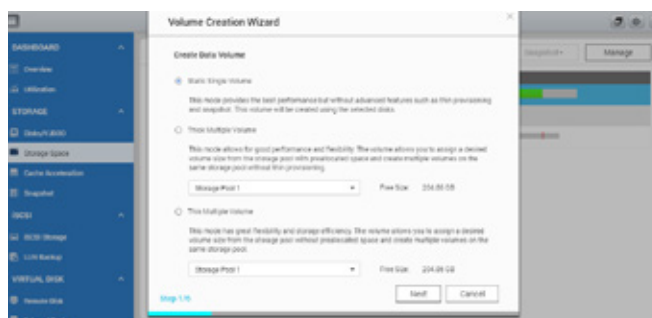 Volume Creation Wizard
DASHBOARD
Overview
Utilization
STORAGE
Disks/VJBOD
Storage Space
Cache Acceleration
Snapshot
iSCSI
iSCSI Storage
LUN Backup
VIRTUAL DISK
Remote Disk
Create Data Volume
Static Single Volume
This mode provides the best performance but without advanced features such as thin provisioning
and snapshot. This volume will be created using the selected disks.
Thick Multiple Volume
This mode allows for good performance and flexibility. The volume allows you to assign a desired
volume size from the storage pool with preallocated space and create multiple volumes on the
same storage pool without thin provisioning.
Storage Pool 1
Free Size:
Thin Multiple Volume
This mode has great flexibility and storage efficiency. The volume allows you to assign a desired
volume size from the storage pool without preallocated space and create multiple volumes on the
same storage pool.
Storage Pool 1
Free Size:
Step 1/6
Next
Cancel
Snapshot
Manage